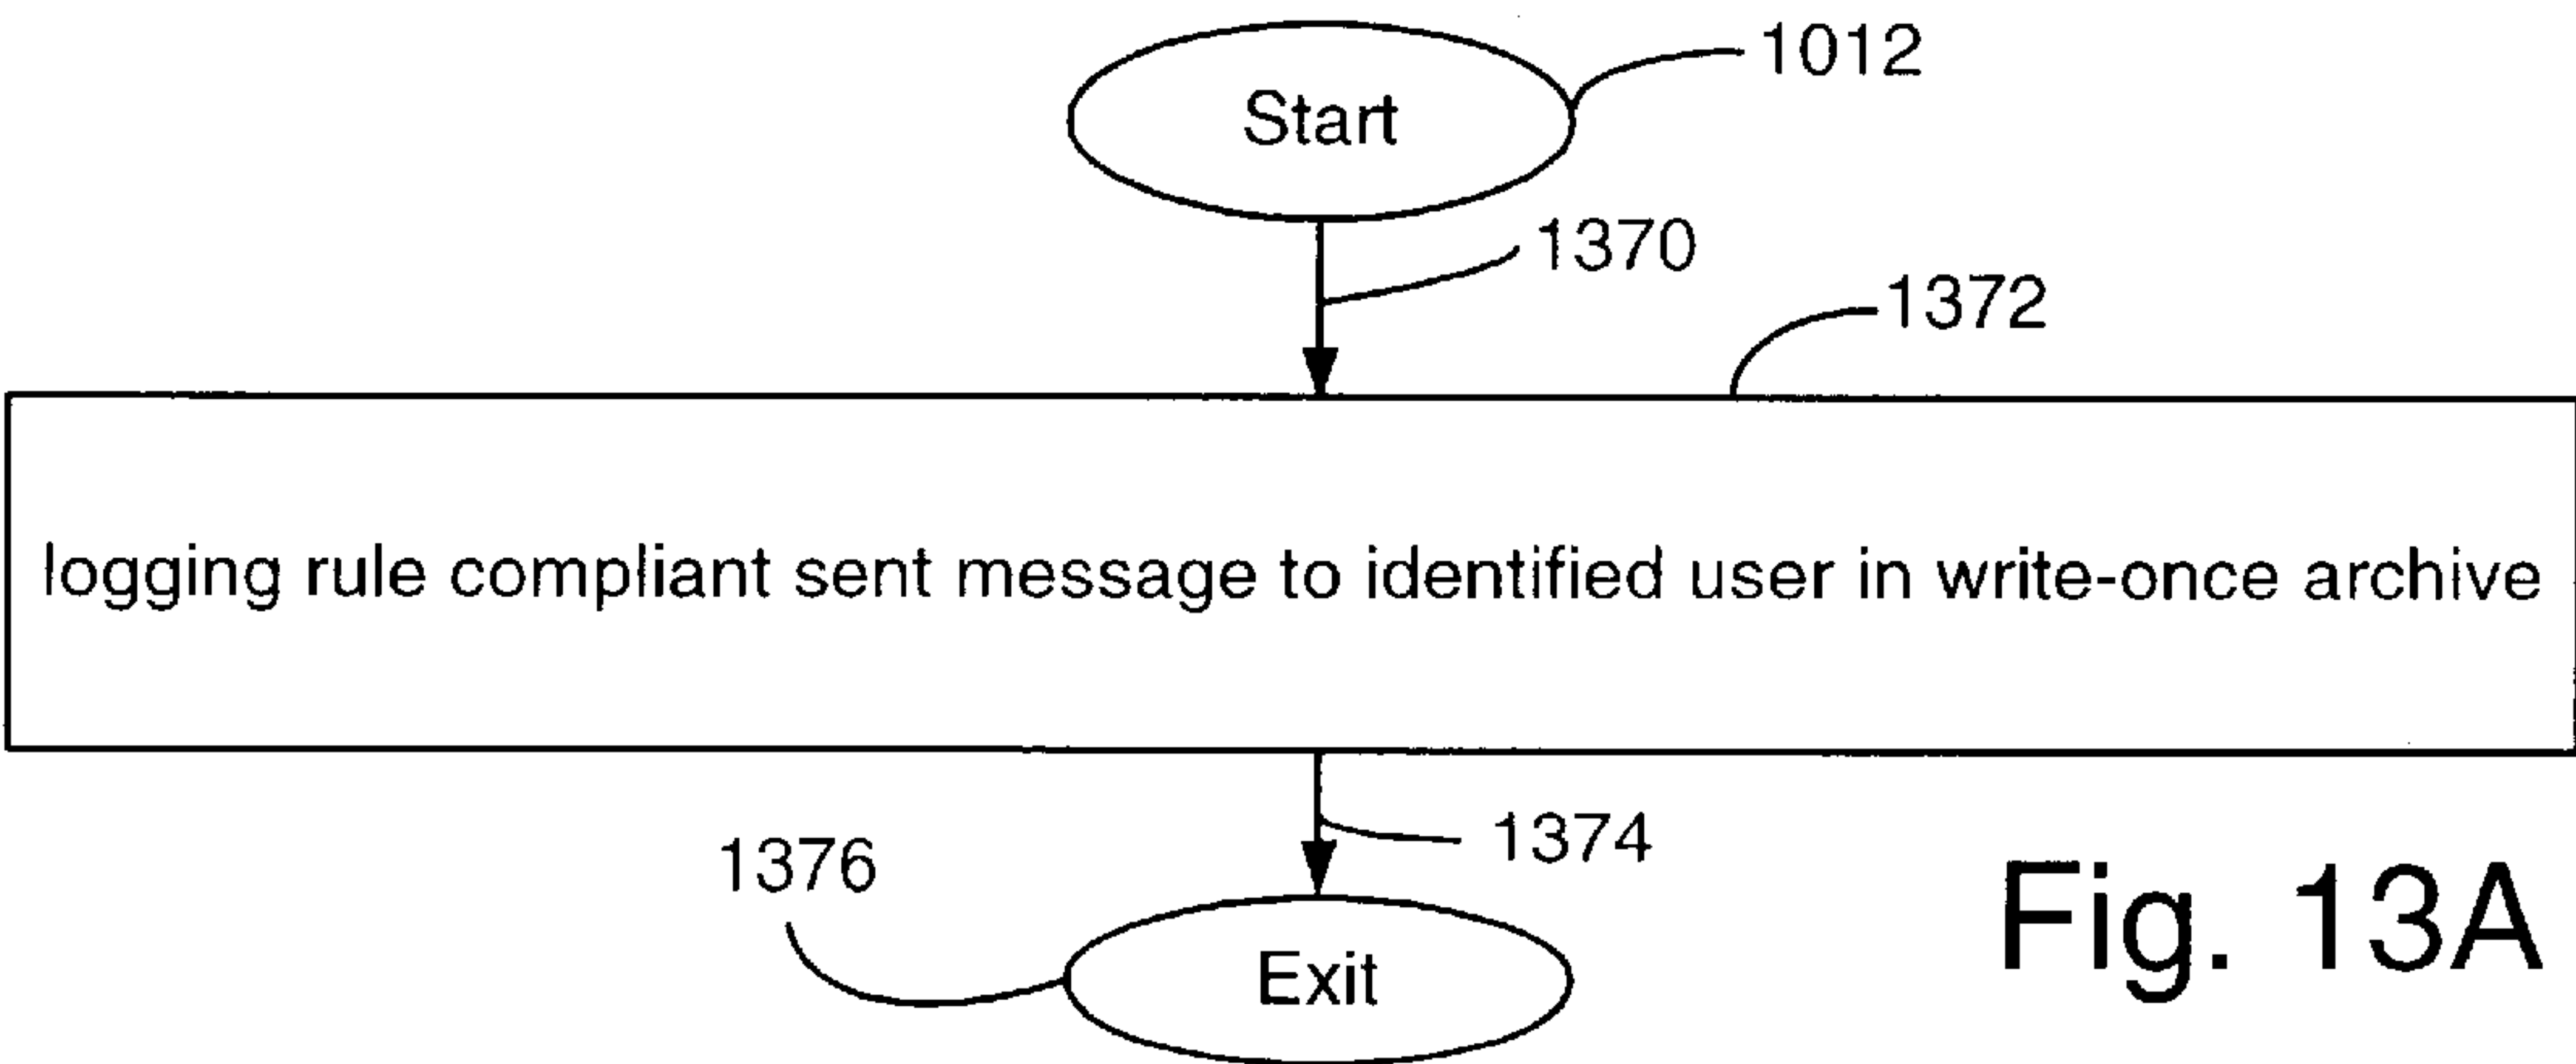 1012
Start
1370
1372
logging rule compliant sent message to identified user in write-once archive
1374
1376
Exit
Fig. 13A